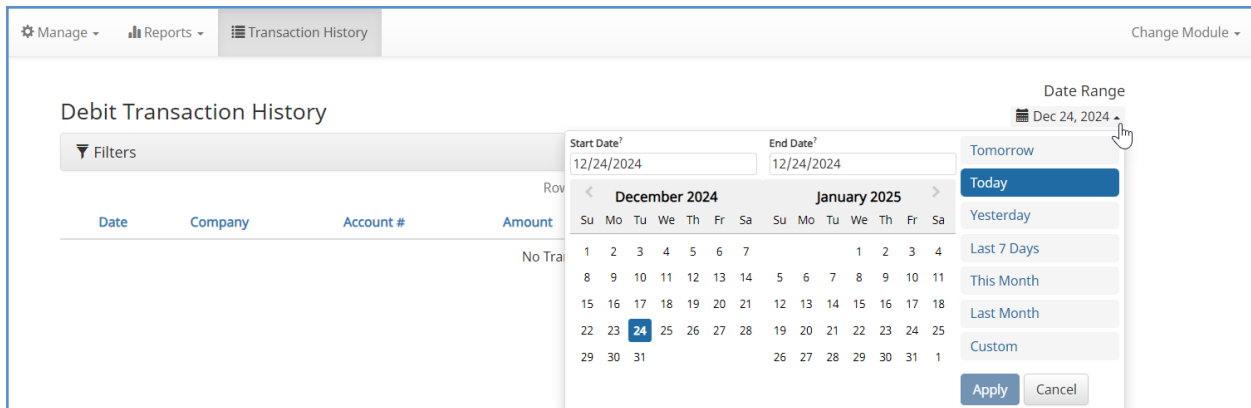 Manage Reports Transaction History Change Module
Date Range
Debit Transaction History
Dec 24, 2024
Filters
Start Date? End Date?
12/24/2024 12/24/2024
December 2024 January 2025
Su Mo Tu We Th Fr Sa Su Mo Tu We Th Fr Sa
1 2 3 4 5 6 7 1 2 3 4
8 9 10 11 12 13 14 5 6 7 8 9 10 11
15 16 17 18 19 20 21 12 13 14 15 16 17 18
22 23 24 25 26 27 28 19 20 21 22 23 24 25
29 30 31 26 27 28 29 30 31 1
Tomorrow
Today
Yesterday
Last 7 Days
This Month
Last Month
Custom
Apply Cancel
Row
Date Company Account # Amount
No Tra